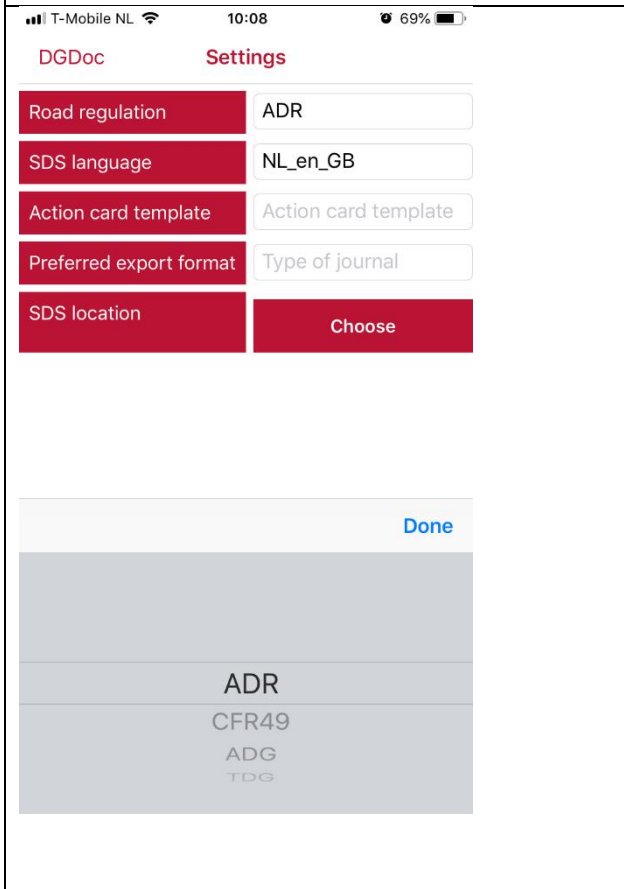 T-Mobile NL 10:08 69%
DGDoc Settings
Road regulation ADR
SDS language NL_en_GB
Action card template Action card template
Preferred export format Type of journal
SDS location Choose
Done
ADR
CFR49
ADG
TDG